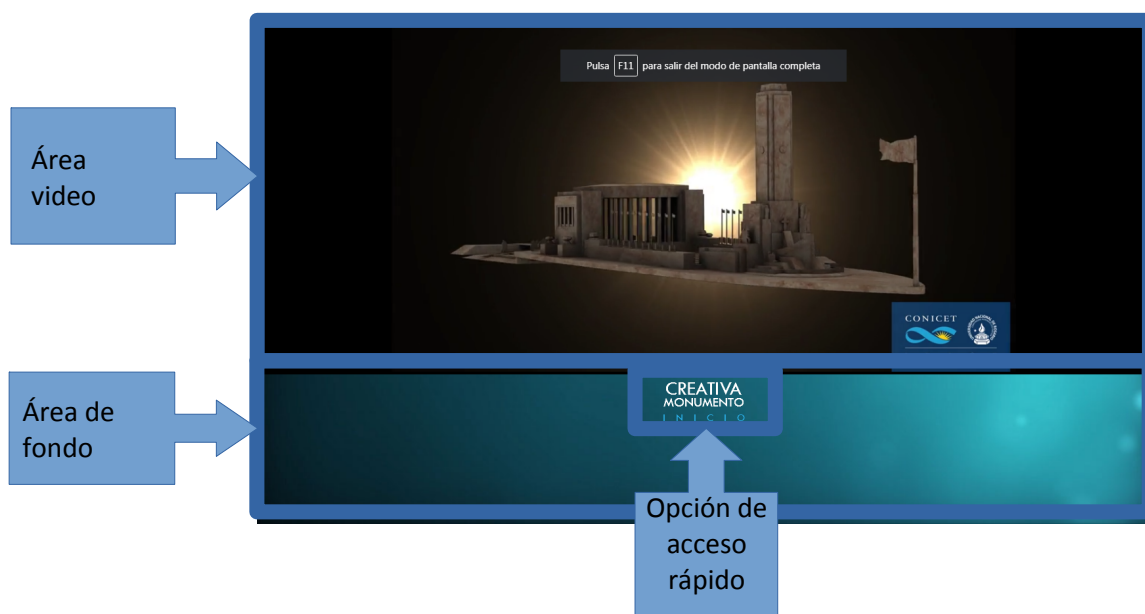 Pulsa F11 para salir del modo de pantalla completa
Área
video
CONICET
Área de
fondo
CREATIVA
MONUMENTO
INICIO
Opción de
acceso
rápido